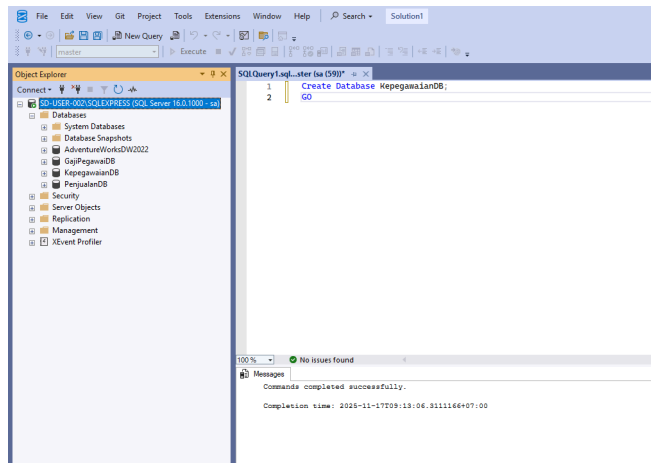 File Edit View Git Project Tools Extensions Window Help Search Solution1
New Query
master Execute
Object Explorer
Connect
SD-USER-002\SQLEXPRESS (SQL Server 16.0.1000 - sa)
Databases
System Databases
Database Snapshots
AdventureWorksDW2022
GajiPegawaiDB
KepegawaianDB
PenjualanDB
Security
Server Objects
Replication
Management
XEvent Profiler
SQLQuery1.sql...ster (sa (59))*
1 Create Database KepegawaianDB;
2 GO
100 % No issues found
Messages
Commands completed successfully.
Completion time: 2025-11-17T09:13:06.3111166+07:00